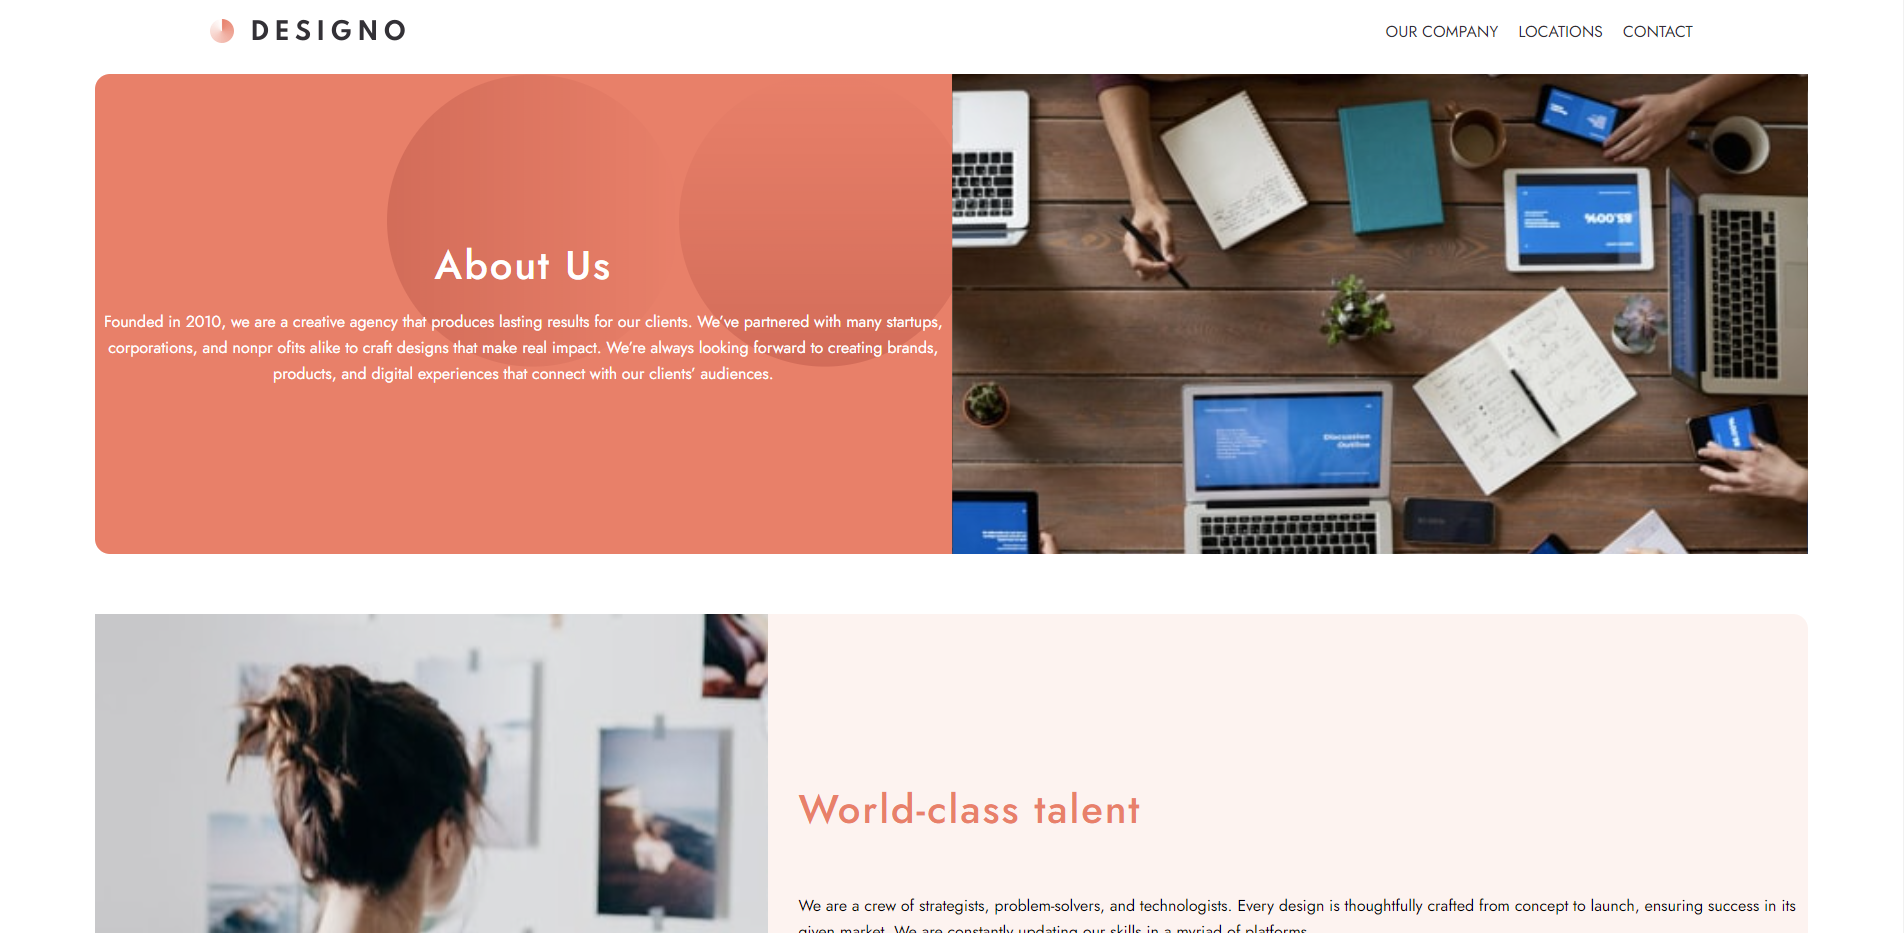 DESIGNO
OUR COMPANY LOCATIONS CONTACT
About Us
Founded in 2010, we are a creative agency that produces lasting results for our clients. We’ve partnered with many startups,
corporations, and nonpr ofits alike to craft designs that make real impact. We’re always looking forward to creating brands,
products, and digital experiences that connect with our clients’ audiences.
%00'58
Discussion
Outline
World-class talent
We are a crew of strategists, problem-solvers, and technologists. Every design is thoughtfully crafted from concept to launch, ensuring success in its
given market. We are constantly updating our skills in a myriad of platforms.